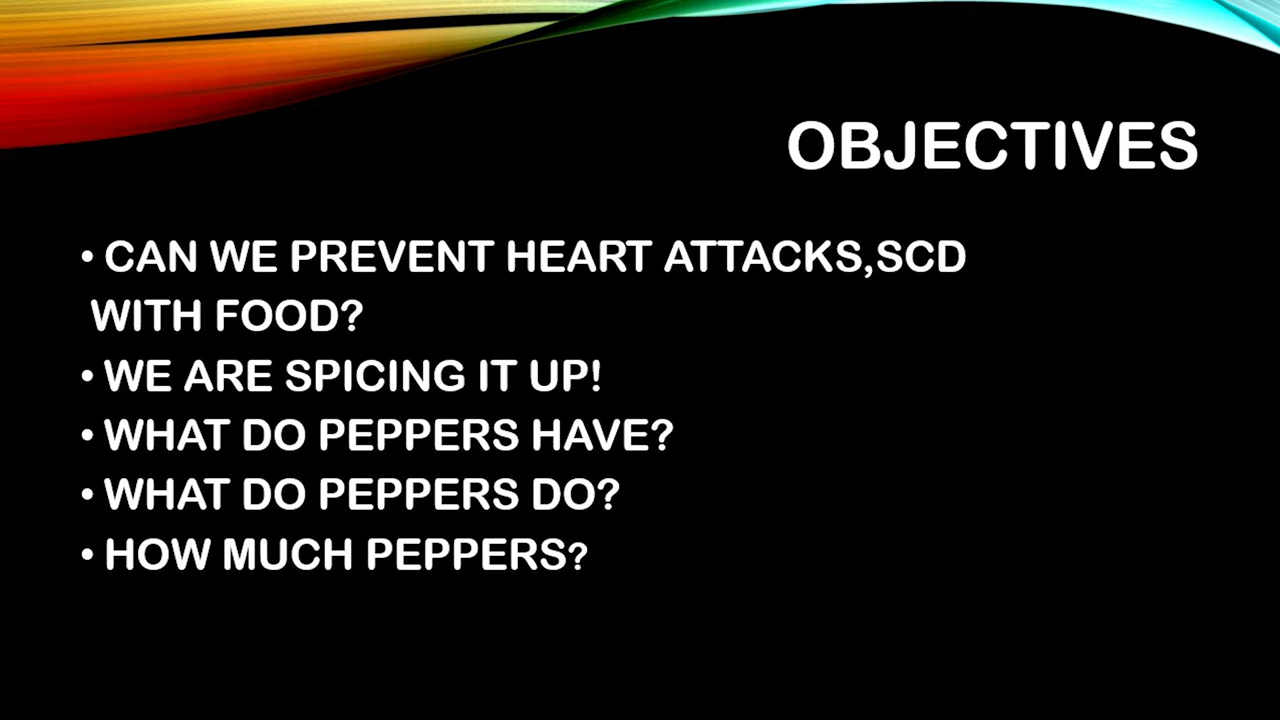 OBJECTIVES
• CAN WE PREVENT HEART ATTACKS,SCD
WITH FOOD?
• WE ARE SPICING IT UP!
• WHAT DO PEPPERS HAVE?
• WHAT DO PEPPERS DO?
• HOW MUCH PEPPERS?